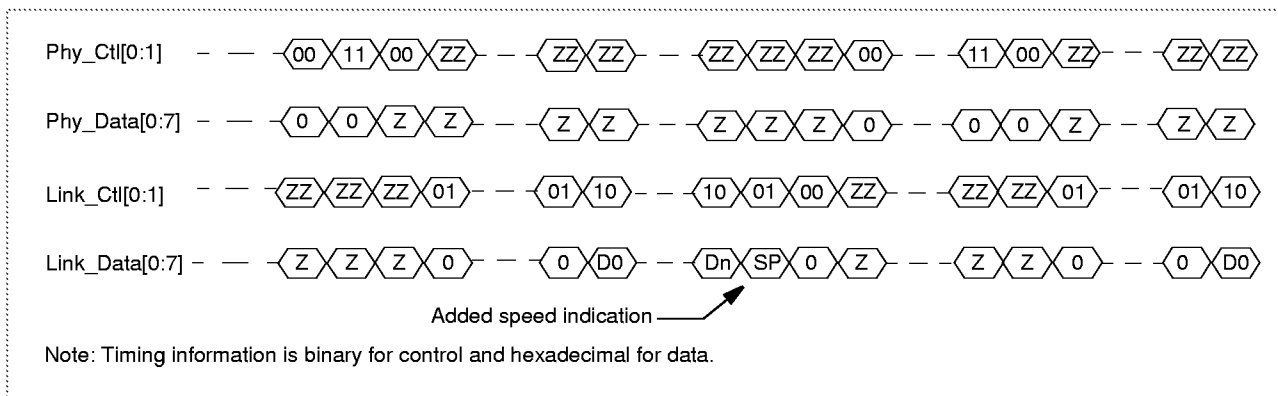 Phy_Ctl[0:1] 00 11 00 ZZ ZZ ZZ ZZ ZZ ZZ 00 11 00 ZZ ZZ ZZ
Phy_Data[0:7] 0 0 Z Z Z Z Z Z Z 0 0 0 Z Z Z
Link_Ctl[0:1] ZZ ZZ ZZ 01 01 10 10 01 00 ZZ ZZ ZZ 01 01 10
Link_Data[0:7] Z Z Z 0 0 D0 Dn SP 0 Z Z Z 0 0 D0
Added speed indication
Note: Timing information is binary for control and hexadecimal for data.